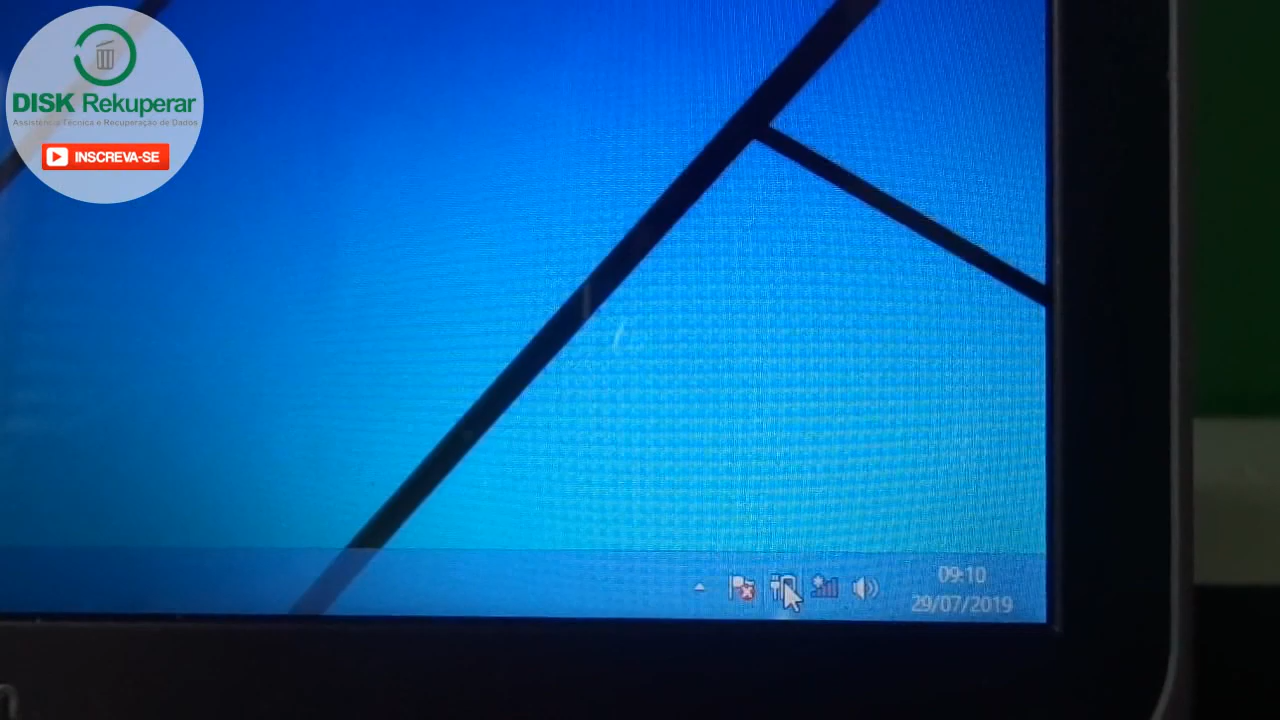 DISK Rekuperar
Assistência Técnica e Recuperação de Dados
INSCREVA-SE
09:10
29/07/2019